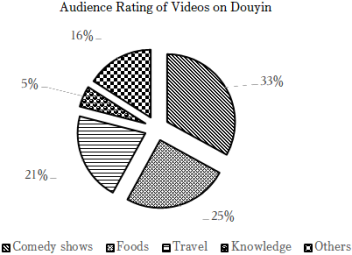 Audience Rating of Videos on Douyin
16%
33%
5%
21%
25%
Comedy shows Foods Travel Knowledge Others